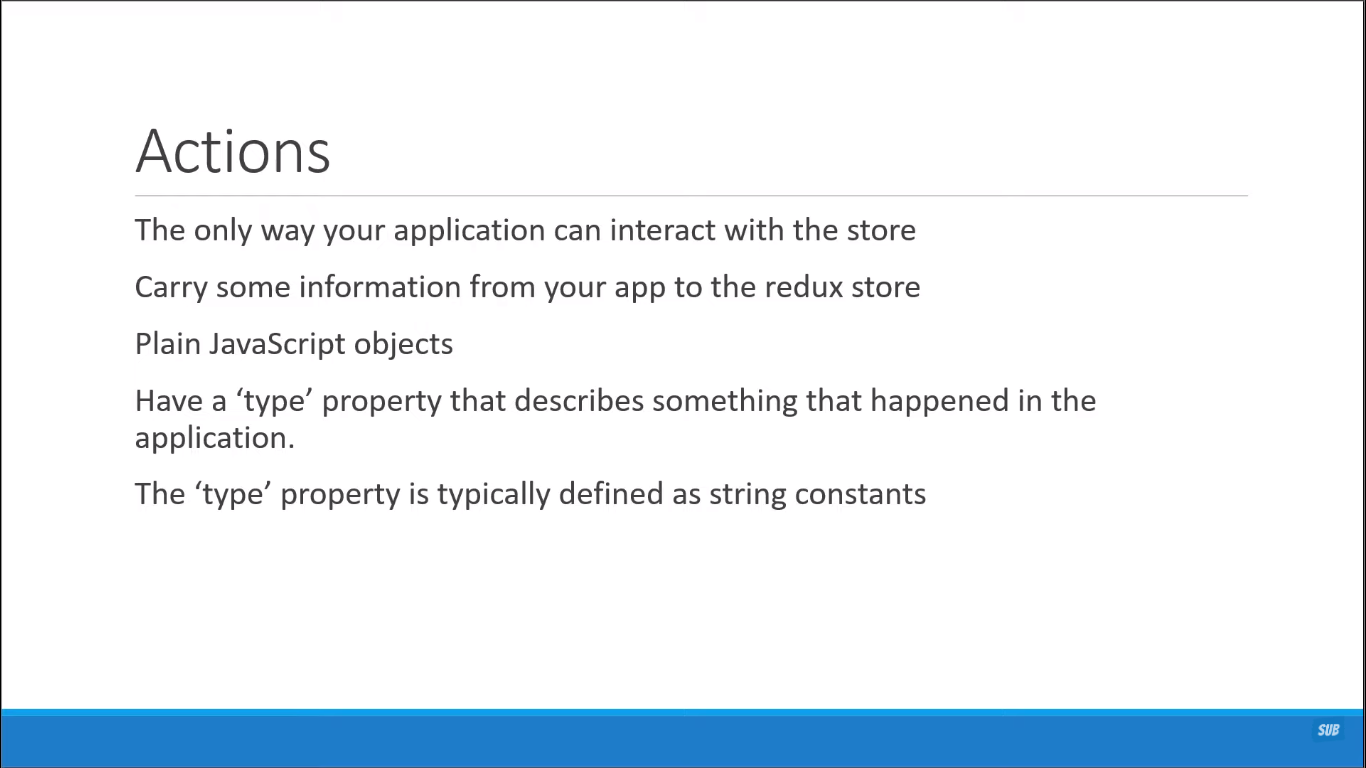 Actions
The only way your application can interact with the store
Carry some information from your app to the redux store
Plain JavaScript objects
Have a ‘type’ property that describes something that happened in the
application.
The ‘type’ property is typically defined as string constants
SUB